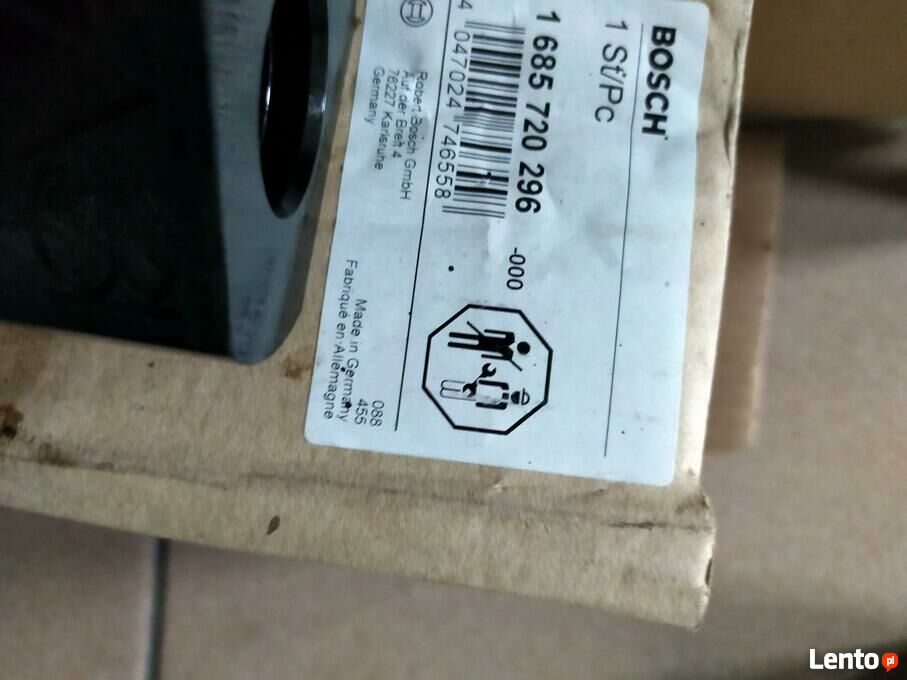 BOSCH
1 St/Pc
1 685 720 296 -000
4 047024 746558
Robert Bosch GmbH
Auf der Breit 4
76227 Karlsruhe
Germany
088
455
Made in Germany
Fabriqué en Allemagne
Lento pl